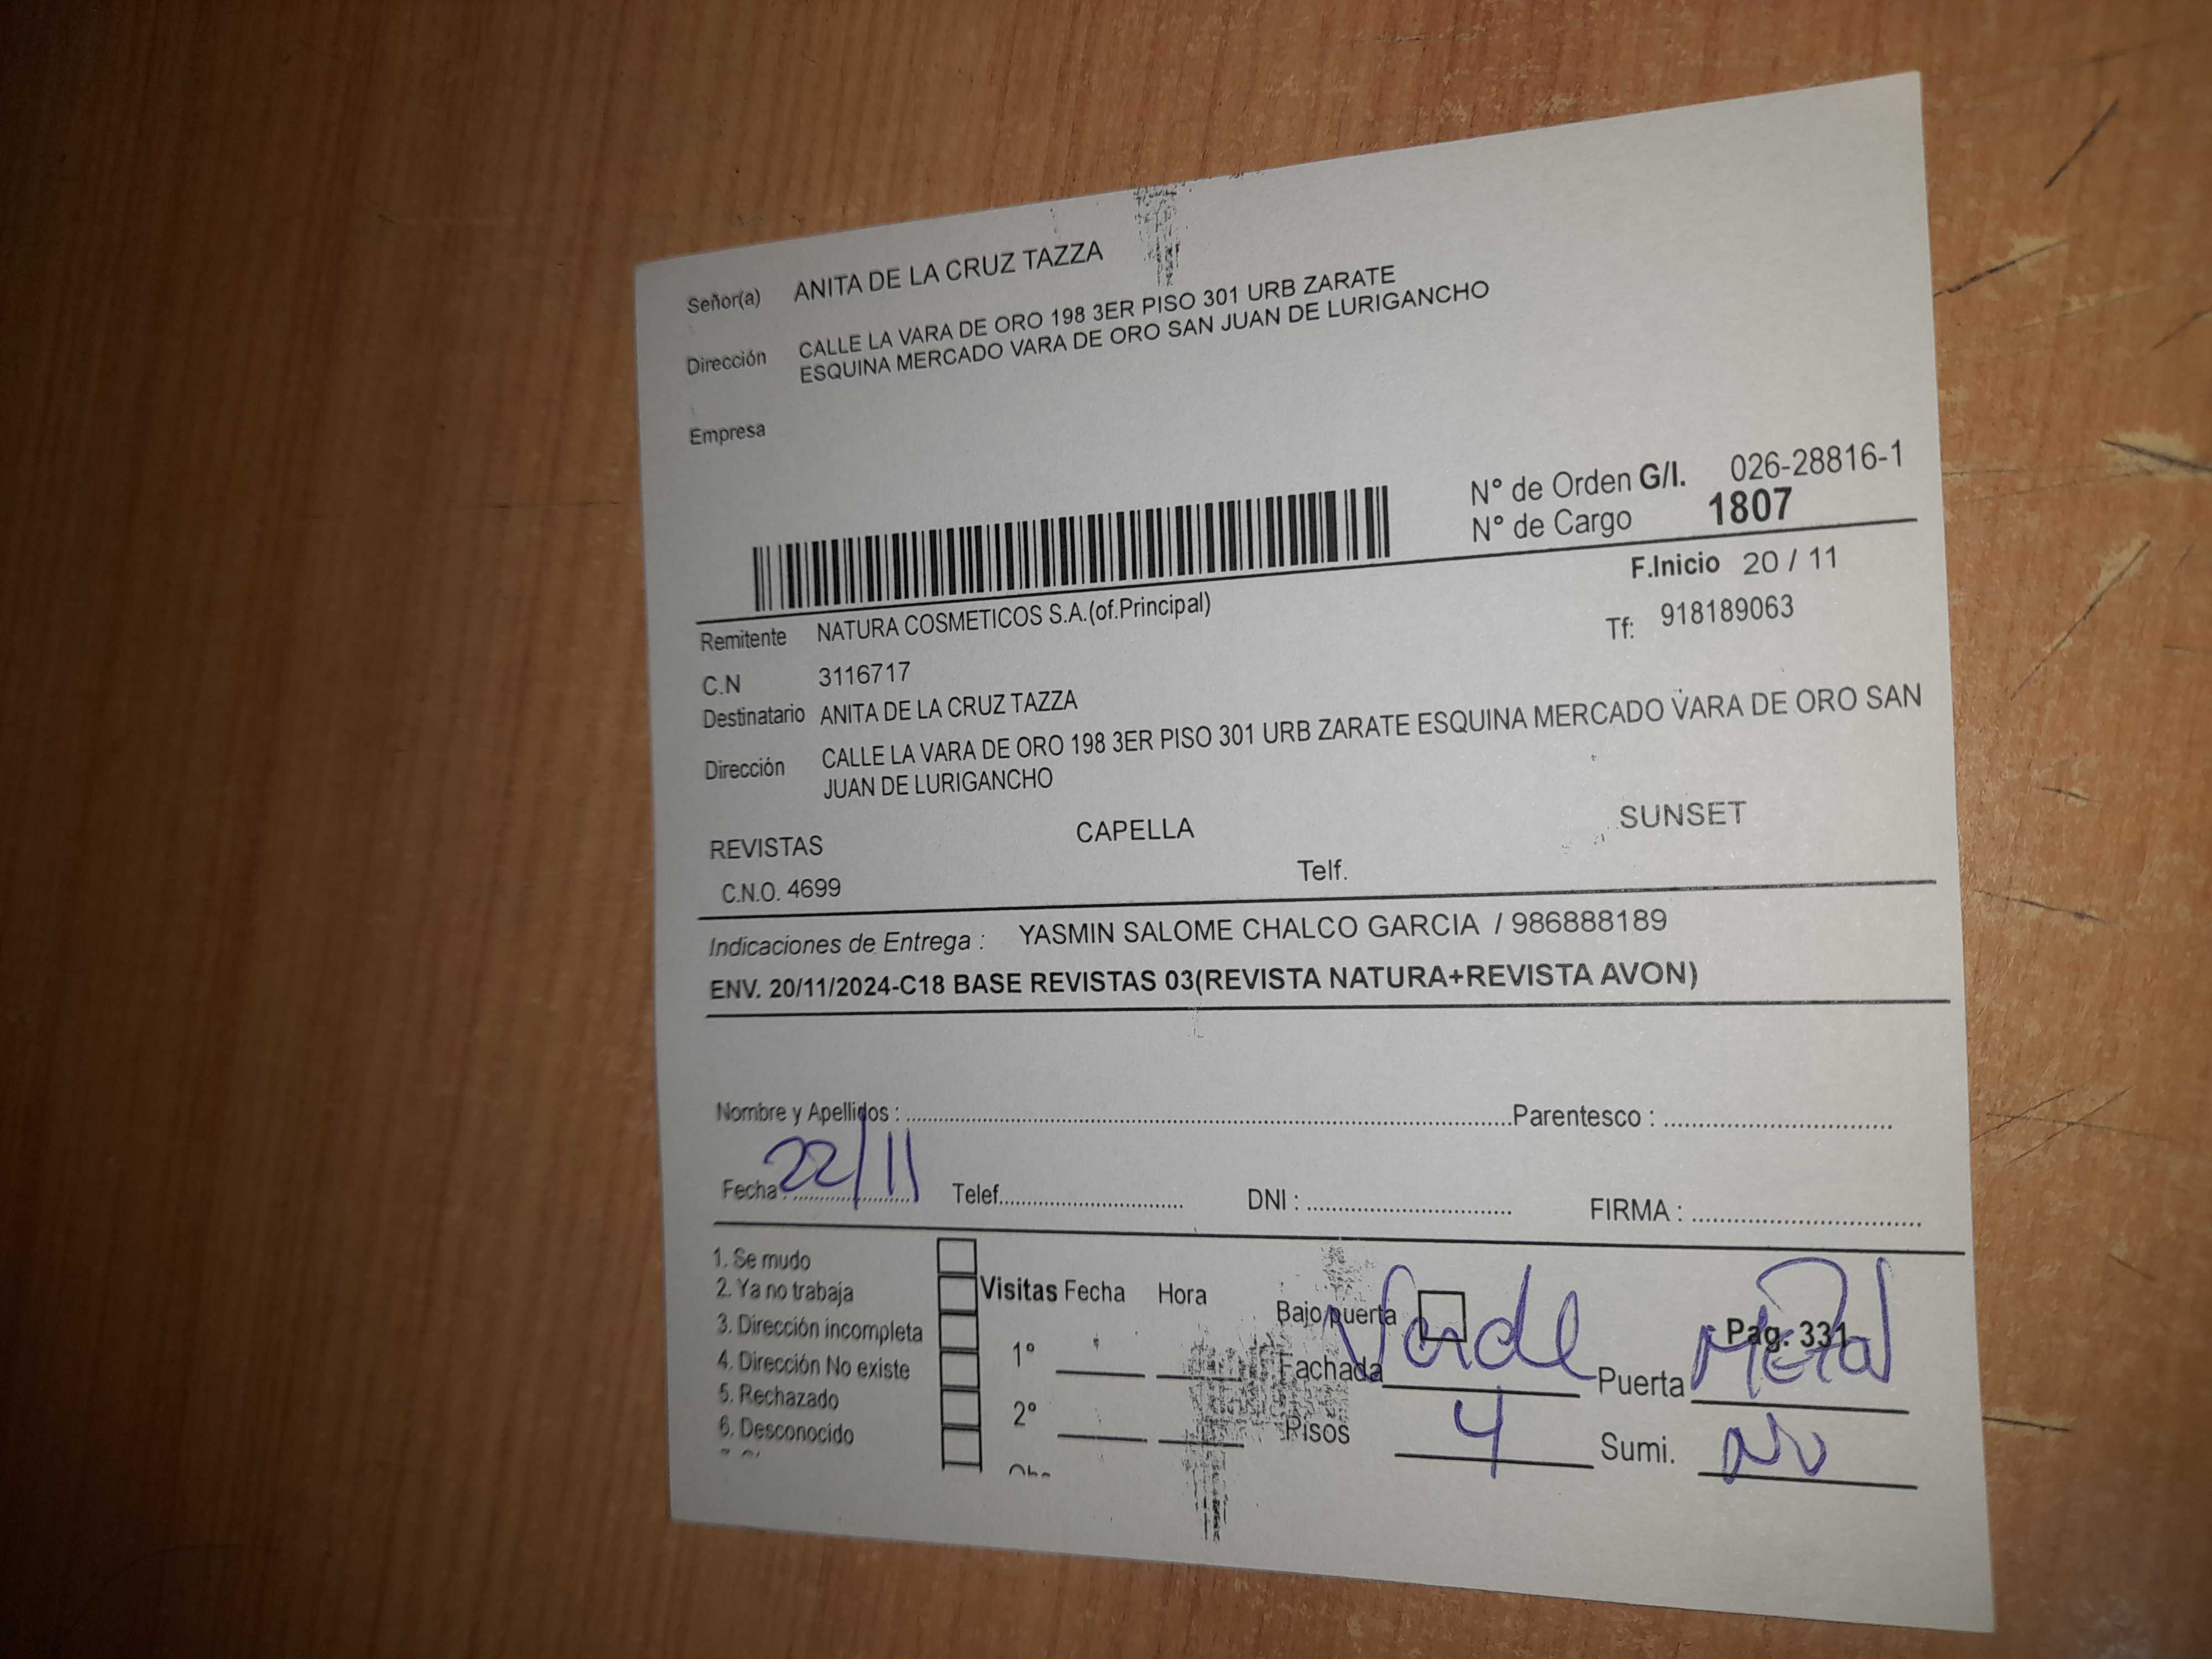 Señor(a) ANITA DE LA CRUZ TAZZA
Dirección CALLE LA VARA DE ORO 198 3ER PISO 301 URB ZARATE
ESQUINA MERCADO VARA DE ORO SAN JUAN DE LURIGANCHO
Empresa
N° de Orden G/I. 026-28816-1
N° de Cargo 1807
F.Inicio 20 / 11
Remitente NATURA COSMETICOS S.A.(of.Principal) Tf: 918189063
C.N 3116717
Destinatario ANITA DE LA CRUZ TAZZA
Dirección CALLE LA VARA DE ORO 198 3ER PISO 301 URB ZARATE ESQUINA MERCADO VARA DE ORO SAN
JUAN DE LURIGANCHO
REVISTAS CAPELLA SUNSET
C.N.O. 4699 Telf.
Indicaciones de Entrega : YASMIN SALOME CHALCO GARCIA / 986888189
ENV. 20/11/2024-C18 BASE REVISTAS 03(REVISTA NATURA+REVISTA AVON)
Nombre y Apellidos : Parentesco :
Fecha : 22/11 Telef. DNI : FIRMA :
1. Se mudo
2. Ya no trabaja Visitas Fecha Hora Bajo puerta
3. Dirección incompleta 1° Fachada Verde Puerta Metal Pag. 331
4. Dirección No existe
5. Rechazado 2° Pisos 4 Sumi. No
6. Desconocido